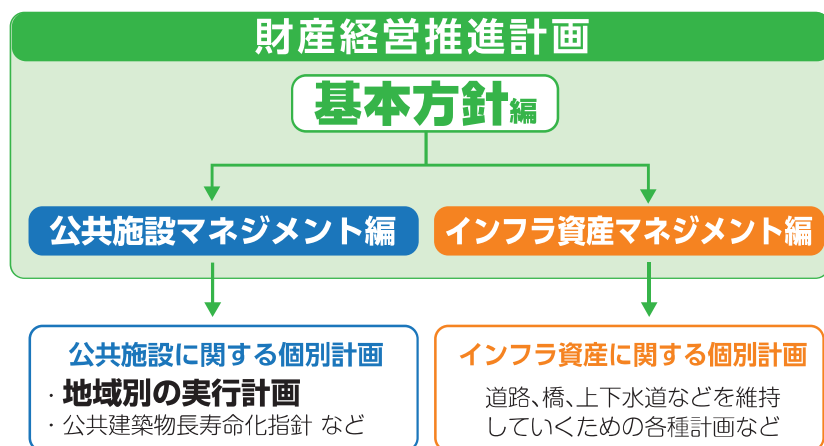 財産経営推進計画
基本方針編
公共施設マネジメント編
インフラ資産マネジメント編
公共施設に関する個別計画
・地域別の実行計画
・公共建築物長寿命化指針 など
インフラ資産に関する個別計画
道路、橋、上下水道などを維持
していくための各種計画など